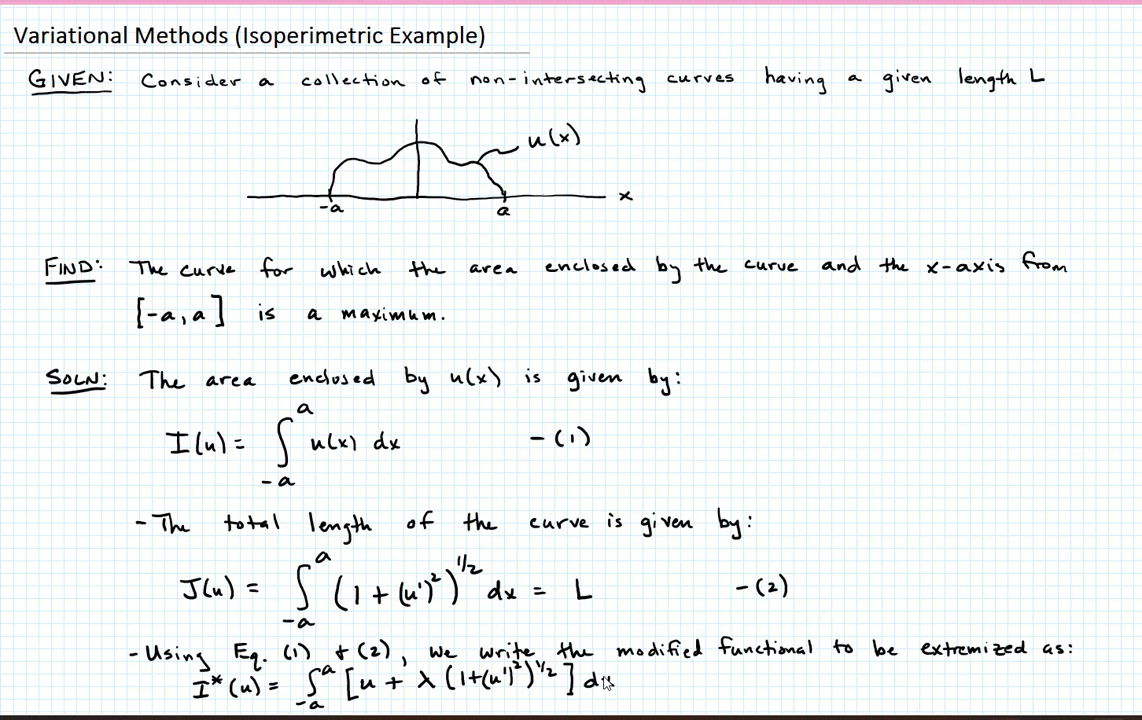 Variational Methods (Isoperimetric Example)
GIVEN: Consider a collection of non-intersecting curves having a given length L
u(x)
-a a x
FIND: The curve for which the area enclosed by the curve and the x-axis from
[-a, a] is a maximum.
SOLN: The area enclosed by u(x) is given by:
I(u) = ∫_{-a}^{a} u(x) dx -(1)
- The total length of the curve is given by:
J(u) = ∫_{-a}^{a} (1 + (u')²)^{1/2} dx = L -(2)
- Using Eq. (1) + (2), we write the modified functional to be extremized as:
I*(u) = ∫_{-a}^{a} [u + λ (1+(u')²)^{1/2}] dx